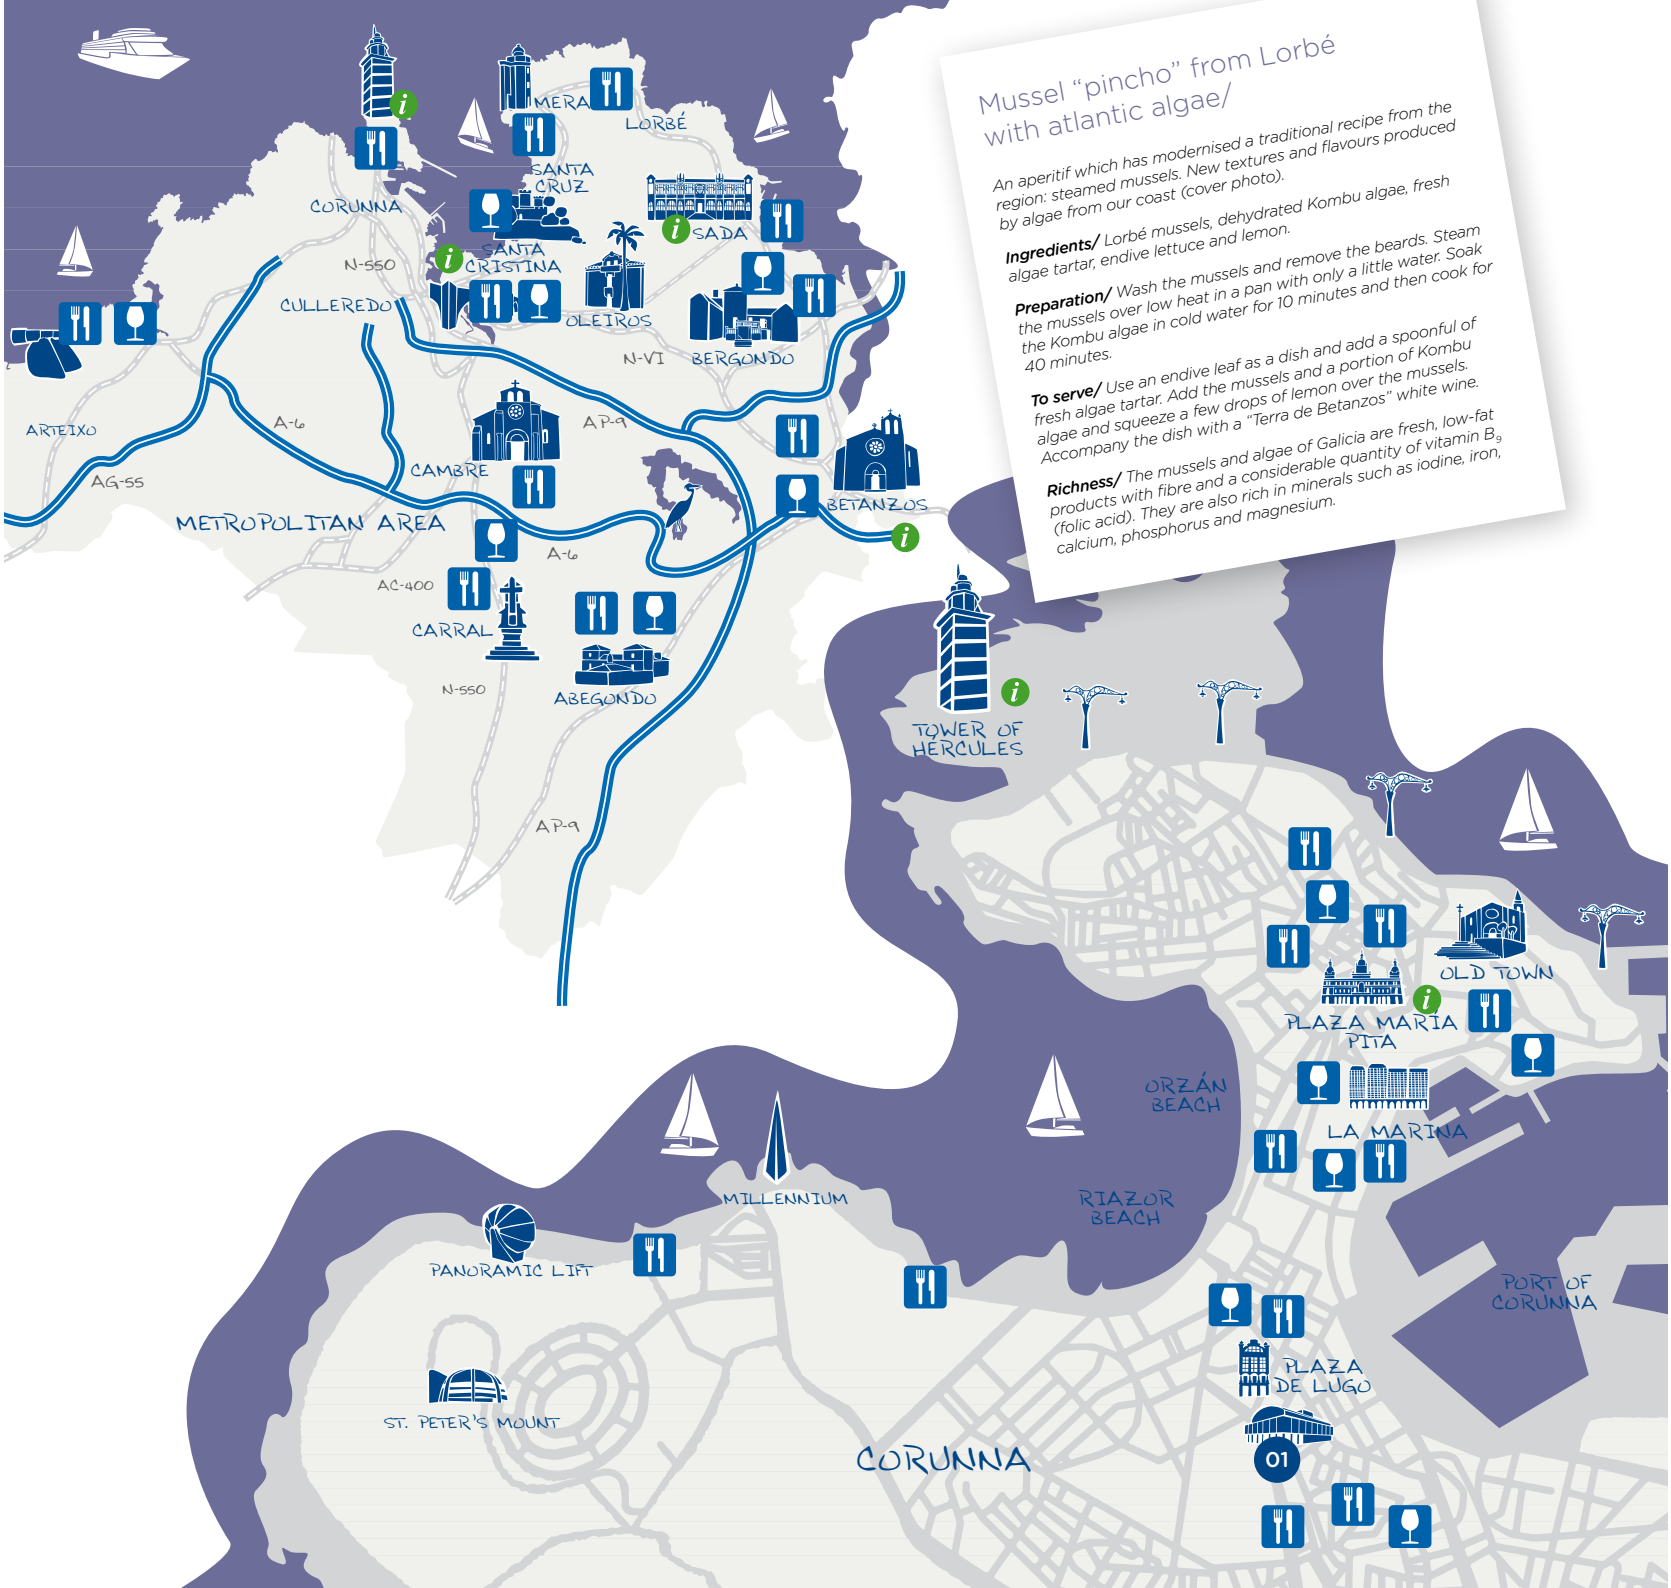 Mussel “pincho” from Lorbé
with atlantic algae/
An aperitif which has modernised a traditional recipe from the
region: steamed mussels. New textures and flavours produced
by algae from our coast (cover photo).
Ingredients/ Lorbé mussels, dehydrated Kombu algae, fresh
algae tartar, endive lettuce and lemon.
Preparation/ Wash the mussels and remove the beards. Steam
the mussels over low heat in a pan with only a little water. Soak
the Kombu algae in cold water for 10 minutes and then cook for
40 minutes.
To serve/ Use an endive leaf as a dish and add a spoonful of
fresh algae tartar. Add the mussels and a portion of Kombu
algae and squeeze a few drops of lemon over the mussels.
Accompany the dish with a “Terra de Betanzos” white wine.
Richness/ The mussels and algae of Galicia are fresh, low-fat
products with fibre and a considerable quantity of vitamin B₉
(folic acid). They are also rich in minerals such as iodine, iron,
calcium, phosphorus and magnesium.
i
MERA
LORBÉ
SANTA
CRUZ
CORUNNA
i
SADA
i
SANTA
CRISTINA
N-550
CULLEREDO
OLEIROS
N-VI
BERGONDO
ARTEIXO
A-6
AP-9
CAMBRE
AG-55
BETANZOS
METROPOLITAN AREA
i
A-6
AC-400
CARRAL
N-550
ABEGONDO
AP-9
i
TOWER OF
HÉRCULES
OLD TOWN
i
PLAZA MARÍA
PITA
ORZÁN
BEACH
LA MARINA
MILLENNIUM
RIAZOR
BEACH
PANORAMIC LIFT
PORT OF
CORUNNA
PLAZA
DE LUGO
ST. PETER'S MOUNT
CORUNNA
01